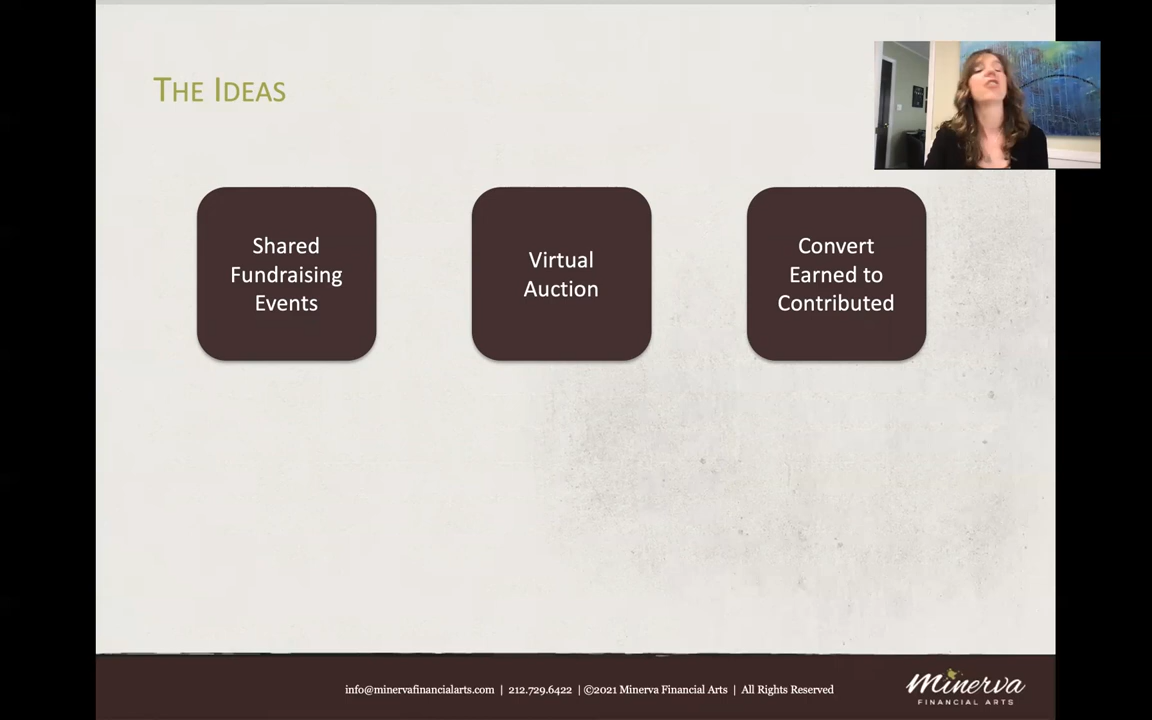 THE IDEAS
Shared
Fundraising
Events
Virtual
Auction
Convert
Earned to
Contributed
info@minervafinancialarts.com | 212.729.6422 | ©2021 Minerva Financial Arts | All Rights Reserved
Minerva
FINANCIAL ARTS